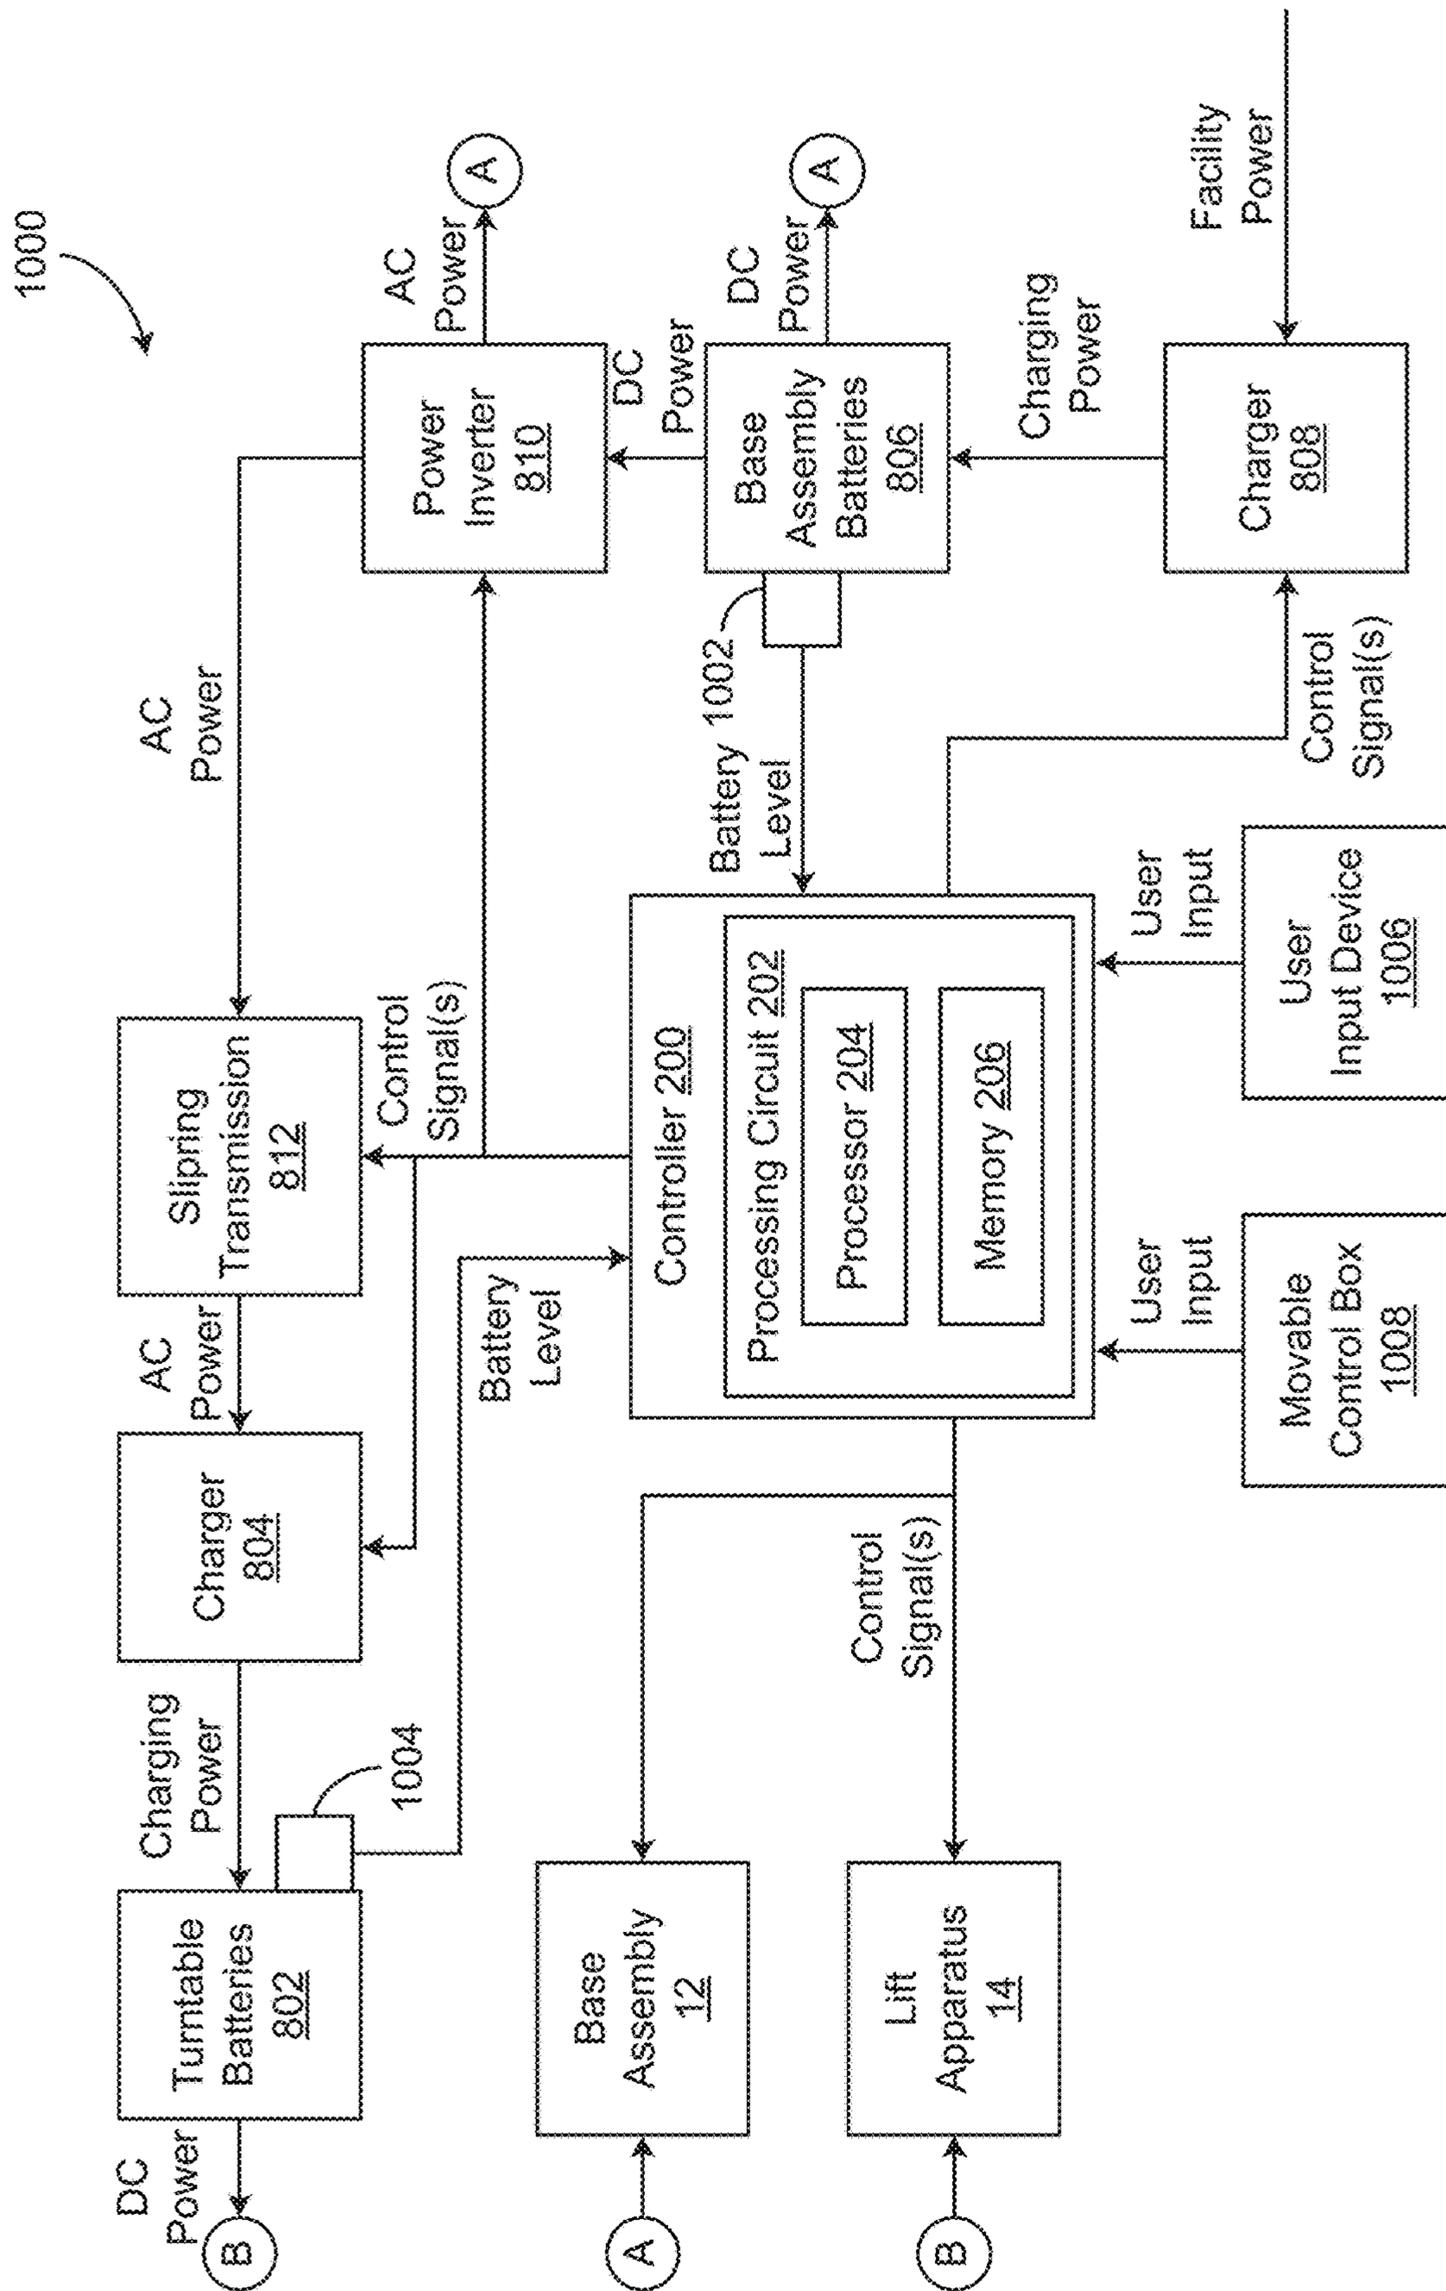 1000
DC
Power
B
Turntable
Batteries
802
1004
Charging
Power
Charger
804
AC
Power
Slipring
Transmission
812
AC
Power
Control
Signal(s)
Battery
Level
Power
Inverter
810
AC
Power
A
DC
Power
Base
Assembly
Batteries
806
DC
Power
A
1002
Battery
Level
Charging
Power
Charger
808
Facility
Power
Control
Signal(s)
Controller 200
Processing Circuit 202
Processor 204
Memory 206
User
Input
User
Input
Movable
Control Box
1008
User
Input Device
1006
Control
Signal(s)
A
Base
Assembly
12
B
Lift
Apparatus
14